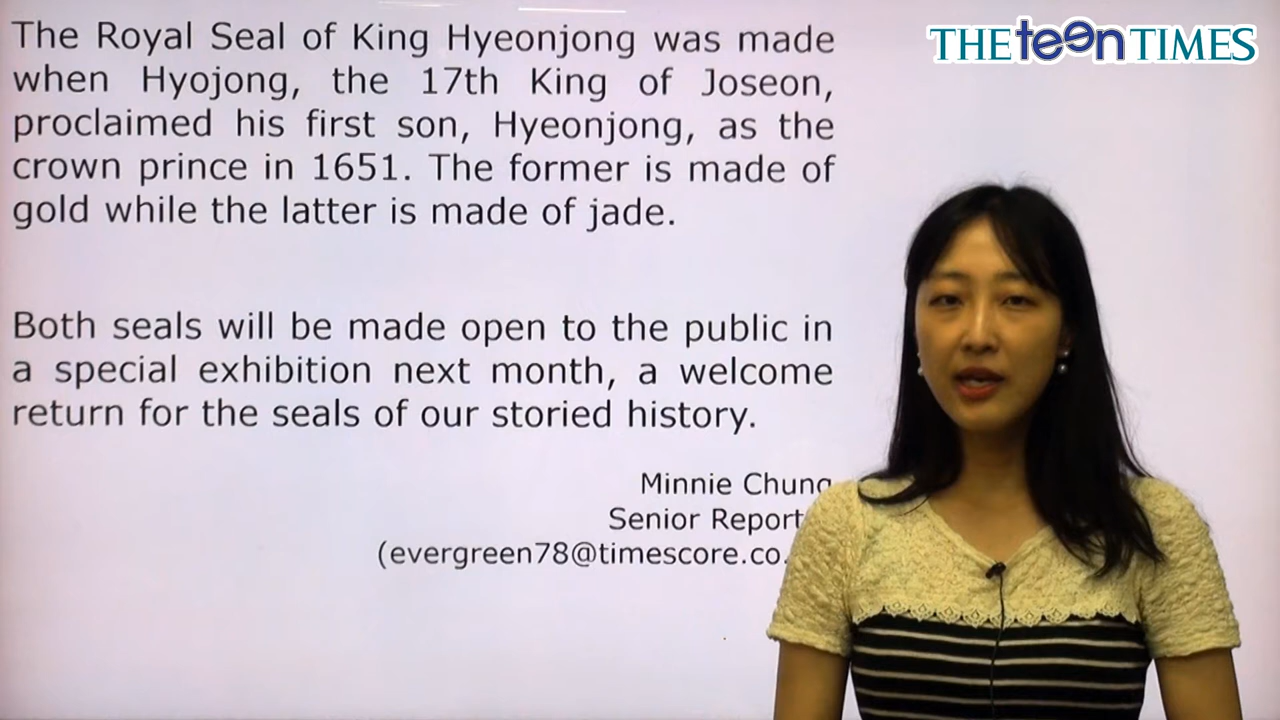 The Royal Seal of King Hyeonjong was made
when Hyojong, the 17th King of Joseon,
proclaimed his first son, Hyeonjong, as the
crown prince in 1651. The former is made of
gold while the latter is made of jade.
Both seals will be made open to the public in
a special exhibition next month, a welcome
return for the seals of our storied history.
Minnie Chung
Senior
(evergreen78@timescore.co.
THE teen TIMES